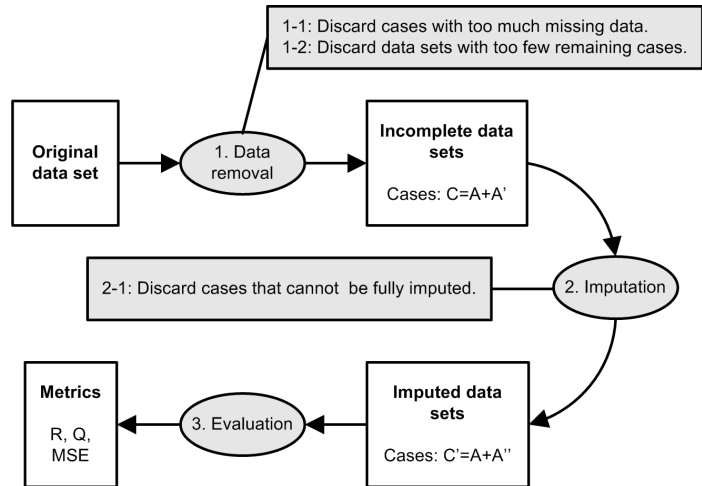 1-1: Discard cases with too much missing data.
1-2: Discard data sets with too few remaining cases.
Original
data set
1. Data
removal
Incomplete data
sets
Cases: C=A+A’
2-1: Discard cases that cannot  be fully imputed.
2. Imputation
Metrics
R, Q,
MSE
3. Evaluation
Imputed data
sets
Cases: C’=A+A’’